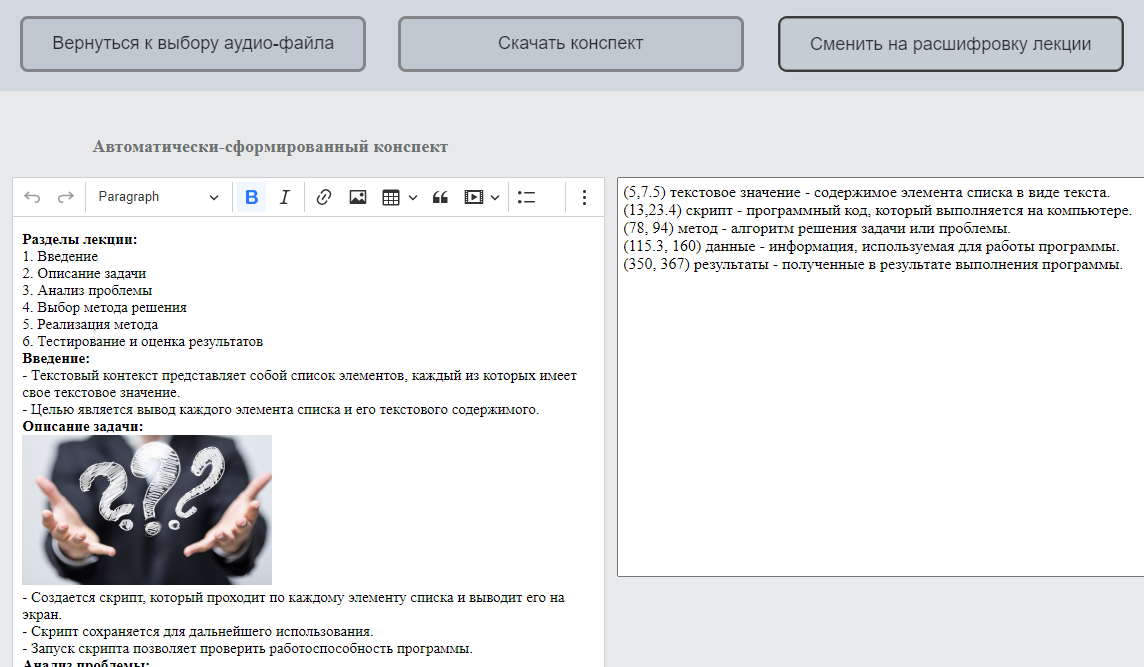 Вернуться к выбору аудио-файла
Скачать конспект
Сменить на расшифровку лекции
Автоматически-сформированный конспект
Paragraph
B I
Разделы лекции:
1. Введение
2. Описание задачи
3. Анализ проблемы
4. Выбор метода решения
5. Реализация метода
6. Тестирование и оценка результатов
Введение:
- Текстовый контекст представляет собой список элементов, каждый из которых имеет
свое текстовое значение.
- Целью является вывод каждого элемента списка и его текстового содержимого.
Описание задачи:
???
- Создается скрипт, который проходит по каждому элементу списка и выводит его на
экран.
- Скрипт сохраняется для дальнейшего использования.
- Запуск скрипта позволяет проверить работоспособность программы.
Анализ проблемы:
(5,7.5) текстовое значение - содержимое элемента списка в виде текста.
(13,23.4) скрипт - программный код, который выполняется на компьютере.
(78, 94) метод - алгоритм решения задачи или проблемы.
(115.3, 160) данные - информация, используемая для работы программы.
(350, 367) результаты - полученные в результате выполнения программы.